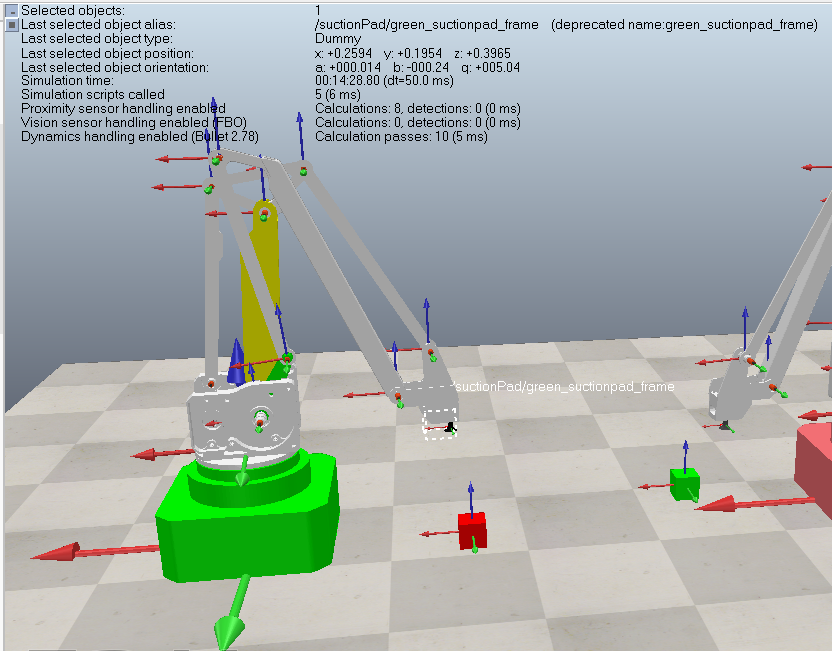 Selected objects: 1
Last selected object alias: /suctionPad/green_suctionpad_frame (deprecated name:green_suctionpad_frame)
Last selected object type: Dummy
Last selected object position: x: +0.2594 y: +0.1954 z: +0.3965
Last selected object orientation: a: +000.014 b: -000.24 q: +005.04
Simulation time: 00:14:28.80 (dt=50.0 ms)
Simulation scripts called 5 (6 ms)
Proximity sensor handling enabled Calculations: 8, detections: 0 (0 ms)
Vision sensor handling enabled (FBO) Calculations: 0, detections: 0 (0 ms)
Dynamics handling enabled (Bullet 2.78) Calculation passes: 10 (5 ms)
suctionPad/green_suctionpad_frame